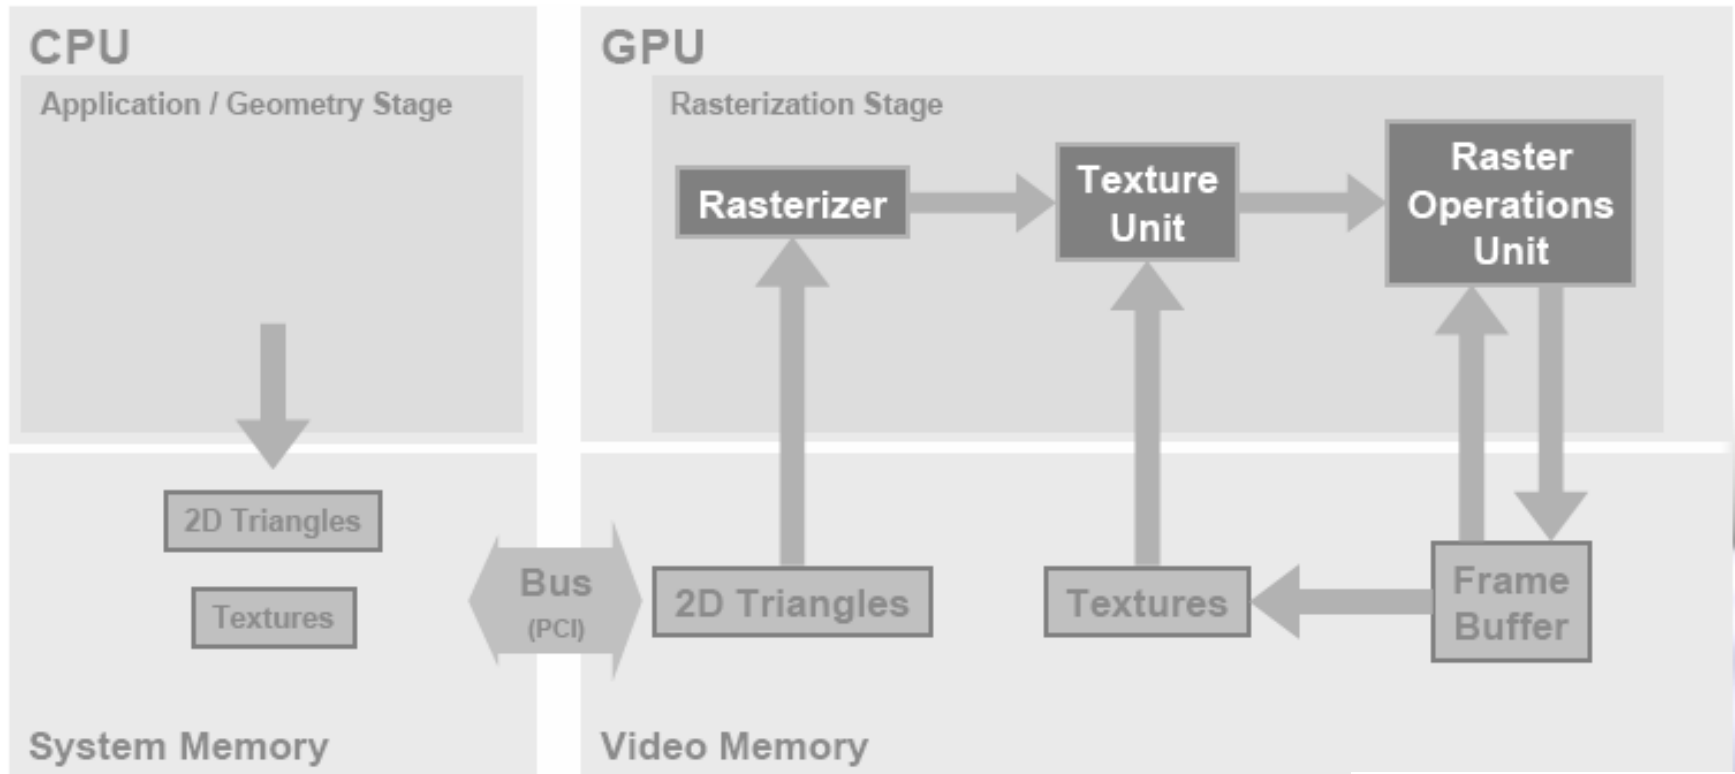 CPU
Application / Geometry Stage
2D Triangles
Textures
System Memory
Bus
(PCI)
GPU
Rasterization Stage
Rasterizer
Texture
Unit
Raster
Operations
Unit
2D Triangles
Textures
Frame
Buffer
Video Memory